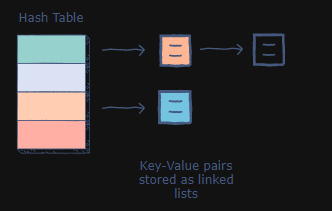 Hash Table
Key-Value pairs
stored as linked
lists